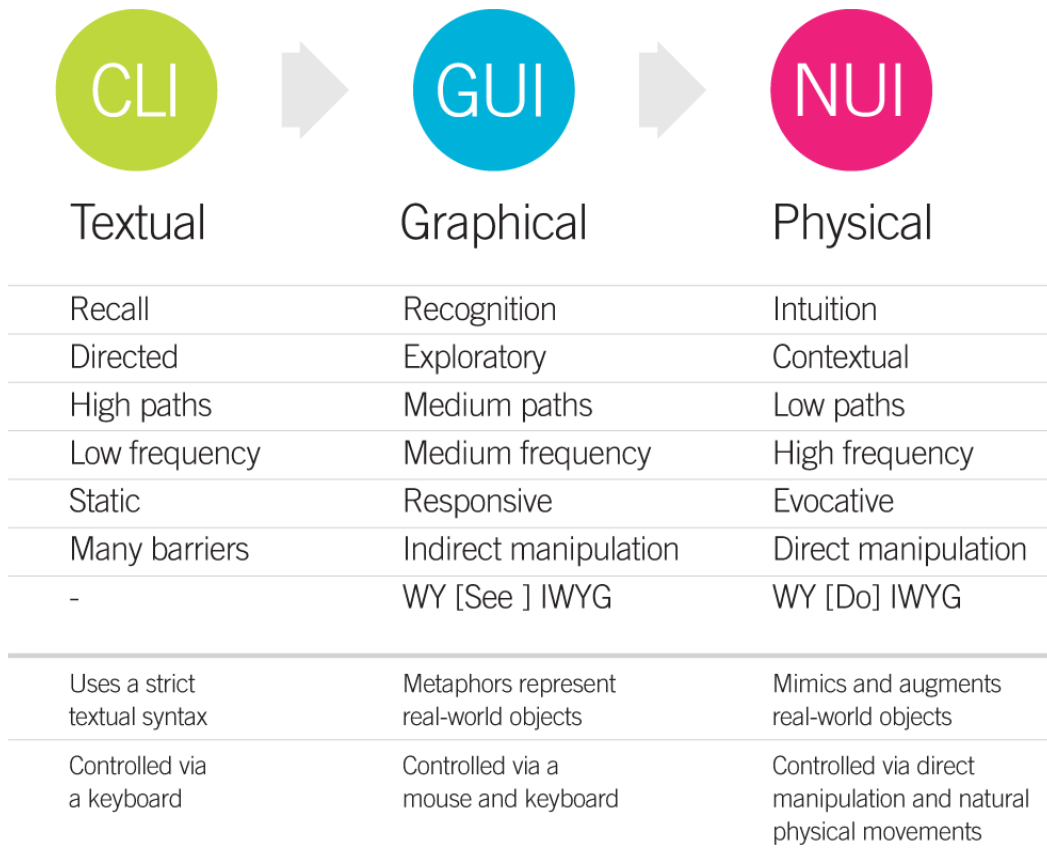 CLI GUI NUI
Textual Graphical Physical
Recall Recognition Intuition
Directed Exploratory Contextual
High paths Medium paths Low paths
Low frequency Medium frequency High frequency
Static Responsive Evocative
Many barriers Indirect manipulation Direct manipulation
- WY [See ] IWYG WY [Do] IWYG
Uses a strict Metaphors represent Mimics and augments
textual syntax real-world objects real-world objects
Controlled via Controlled via a Controlled via direct
a keyboard mouse and keyboard manipulation and natural
physical movements